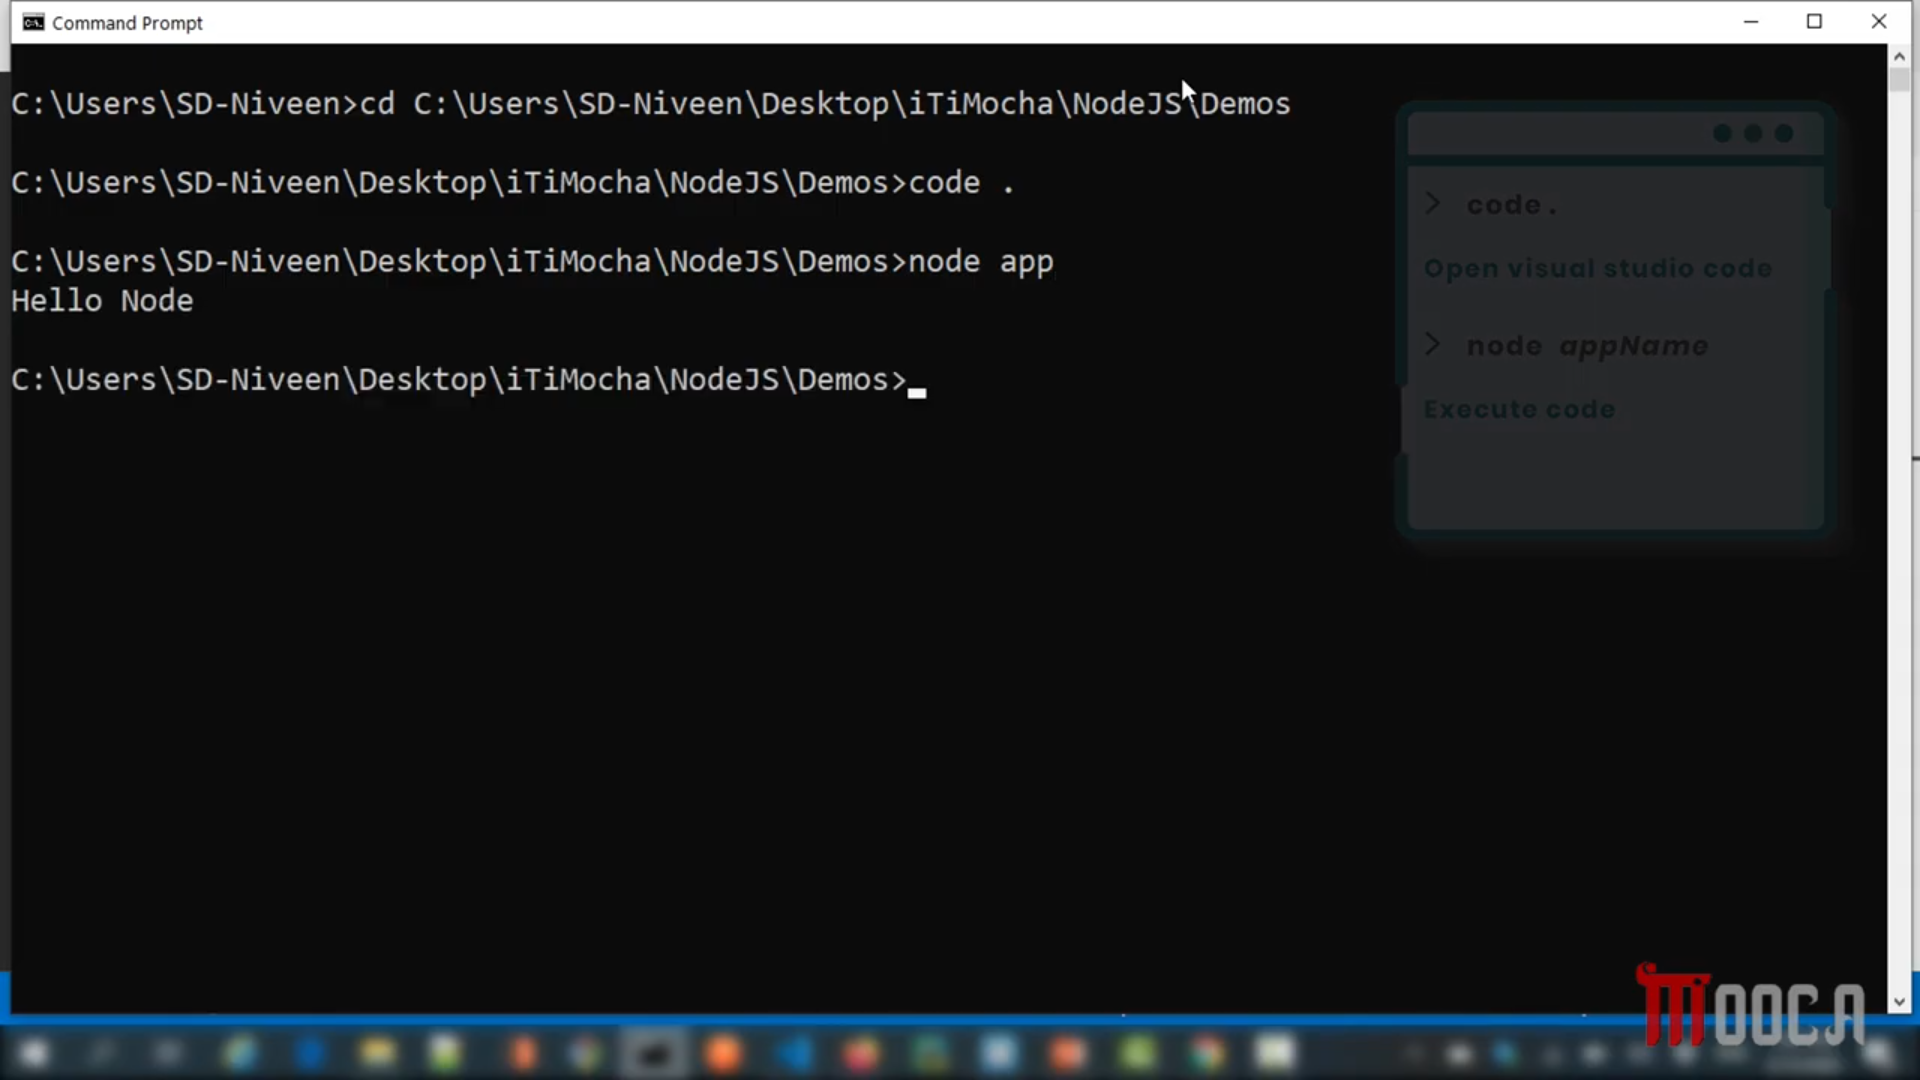 Command Prompt
C:\Users\SD-Niveen>cd C:\Users\SD-Niveen\Desktop\iTiMocha\NodeJS\Demos
C:\Users\SD-Niveen\Desktop\iTiMocha\NodeJS\Demos>code .
C:\Users\SD-Niveen\Desktop\iTiMocha\NodeJS\Demos>node app
Hello Node
C:\Users\SD-Niveen\Desktop\iTiMocha\NodeJS\Demos>
> code .
Open visual studio code
> node appName
Execute code
MOOCA